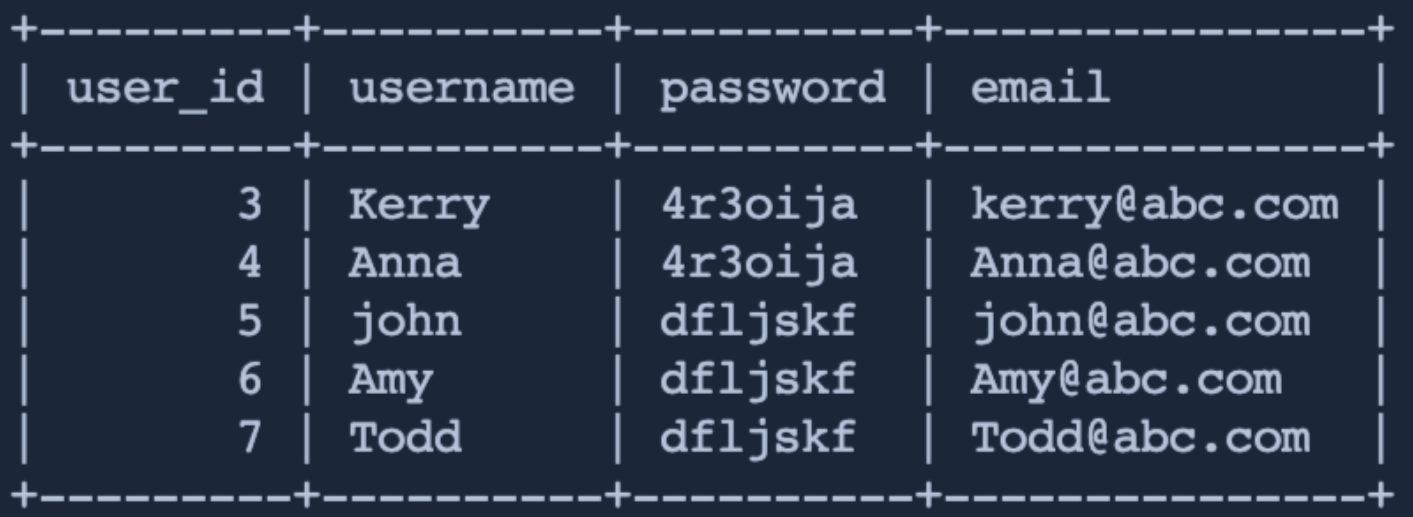 +---------+----------+----------+---------------+
| user_id | username | password | email         |
+---------+----------+----------+---------------+
|       3 | Kerry    | 4r3oija  | kerry@abc.com |
|       4 | Anna     | 4r3oija  | Anna@abc.com  |
|       5 | john     | dfljskf  | john@abc.com  |
|       6 | Amy      | dfljskf  | Amy@abc.com   |
|       7 | Todd     | dfljskf  | Todd@abc.com  |
+---------+----------+----------+---------------+